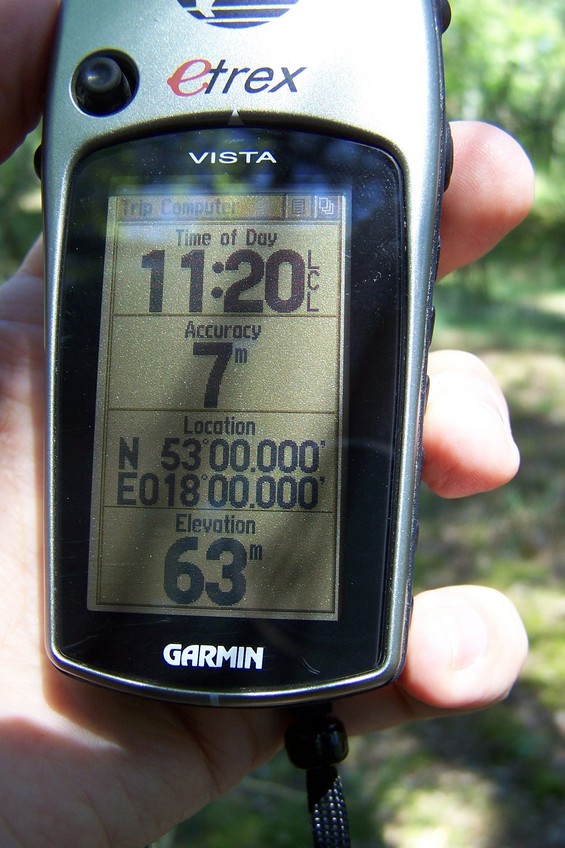 etrex
VISTA
Trip Computer
Time of Day
11:20 LCL
Accuracy
7m
Location
N 53°00.000'
E018°00.000'
Elevation
63m
GARMIN